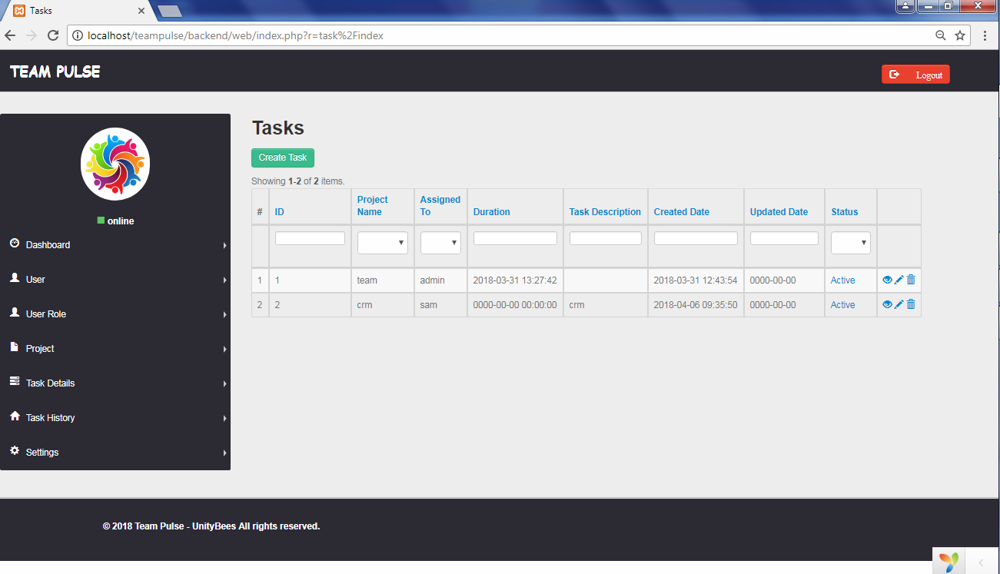 Tasks
localhost/teampulse/backend/web/index.php?r=task%2Findex
TEAM PULSE
Logout
online
Dashboard
User
User Role
Project
Task Details
Task History
Settings
Tasks
Create Task
Showing 1-2 of 2 items.
# ID Project Name Assigned To Duration Task Description Created Date Updated Date Status
1 1 team admin 2018-03-31 13:27:42 2018-03-31 12:43:54 0000-00-00 Active
2 2 crm sam 0000-00-00 00:00:00 crm 2018-04-06 09:35:50 0000-00-00 Active
© 2018 Team Pulse - UnityBees All rights reserved.